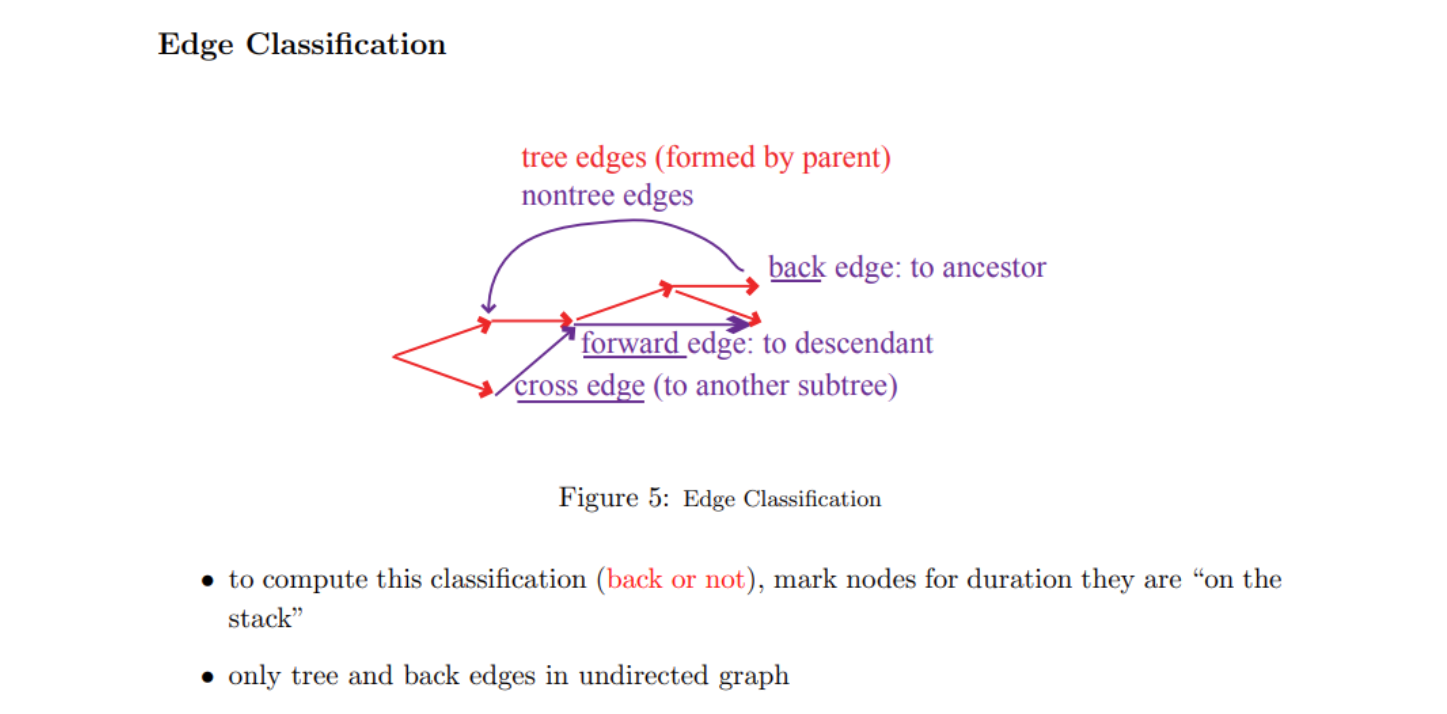 Edge Classification
tree edges (formed by parent)
nontree edges
back edge: to ancestor
forward edge: to descendant
cross edge (to another subtree)
Figure 5: Edge Classification
• to compute this classification (back or not), mark nodes for duration they are “on the
stack”
• only tree and back edges in undirected graph